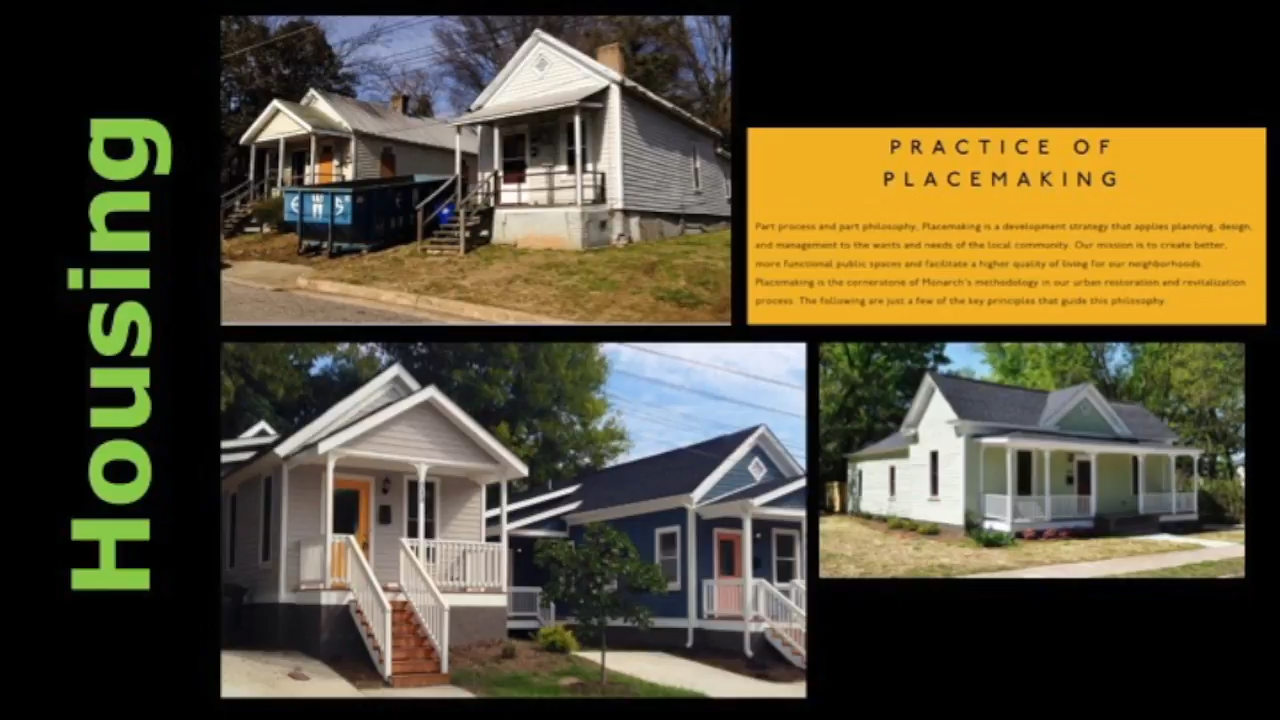 Housing
PRACTICE OF
PLACEMAKING
Part process and part philosophy, Placemaking is a development strategy that applies planning, design,
and management to the wants and needs of the local community. Our mission is to create better,
more functional public spaces and facilitate a higher quality of living for our neighborhoods.
Placemaking is the cornerstone of Monarch's methodology in our urban restoration and revitalization
process. The following are just a few of the key principles that guide this philosophy.